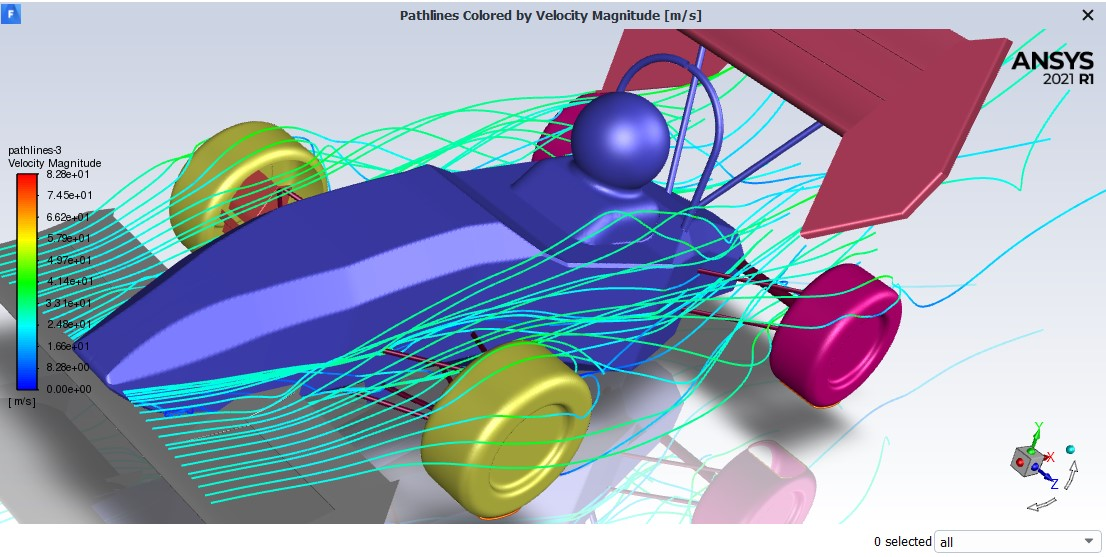 Pathlines Colored by Velocity Magnitude [m/s]
ANSYS
2021 R1
pathlines-3
Velocity Magnitude
8.28e+01
7.45e+01
6.62e+01
5.79e+01
4.97e+01
4.14e+01
3.31e+01
2.48e+01
1.66e+01
8.28e+00
0.00e+00
[ m/s]
Y
X
Z
0 selected all